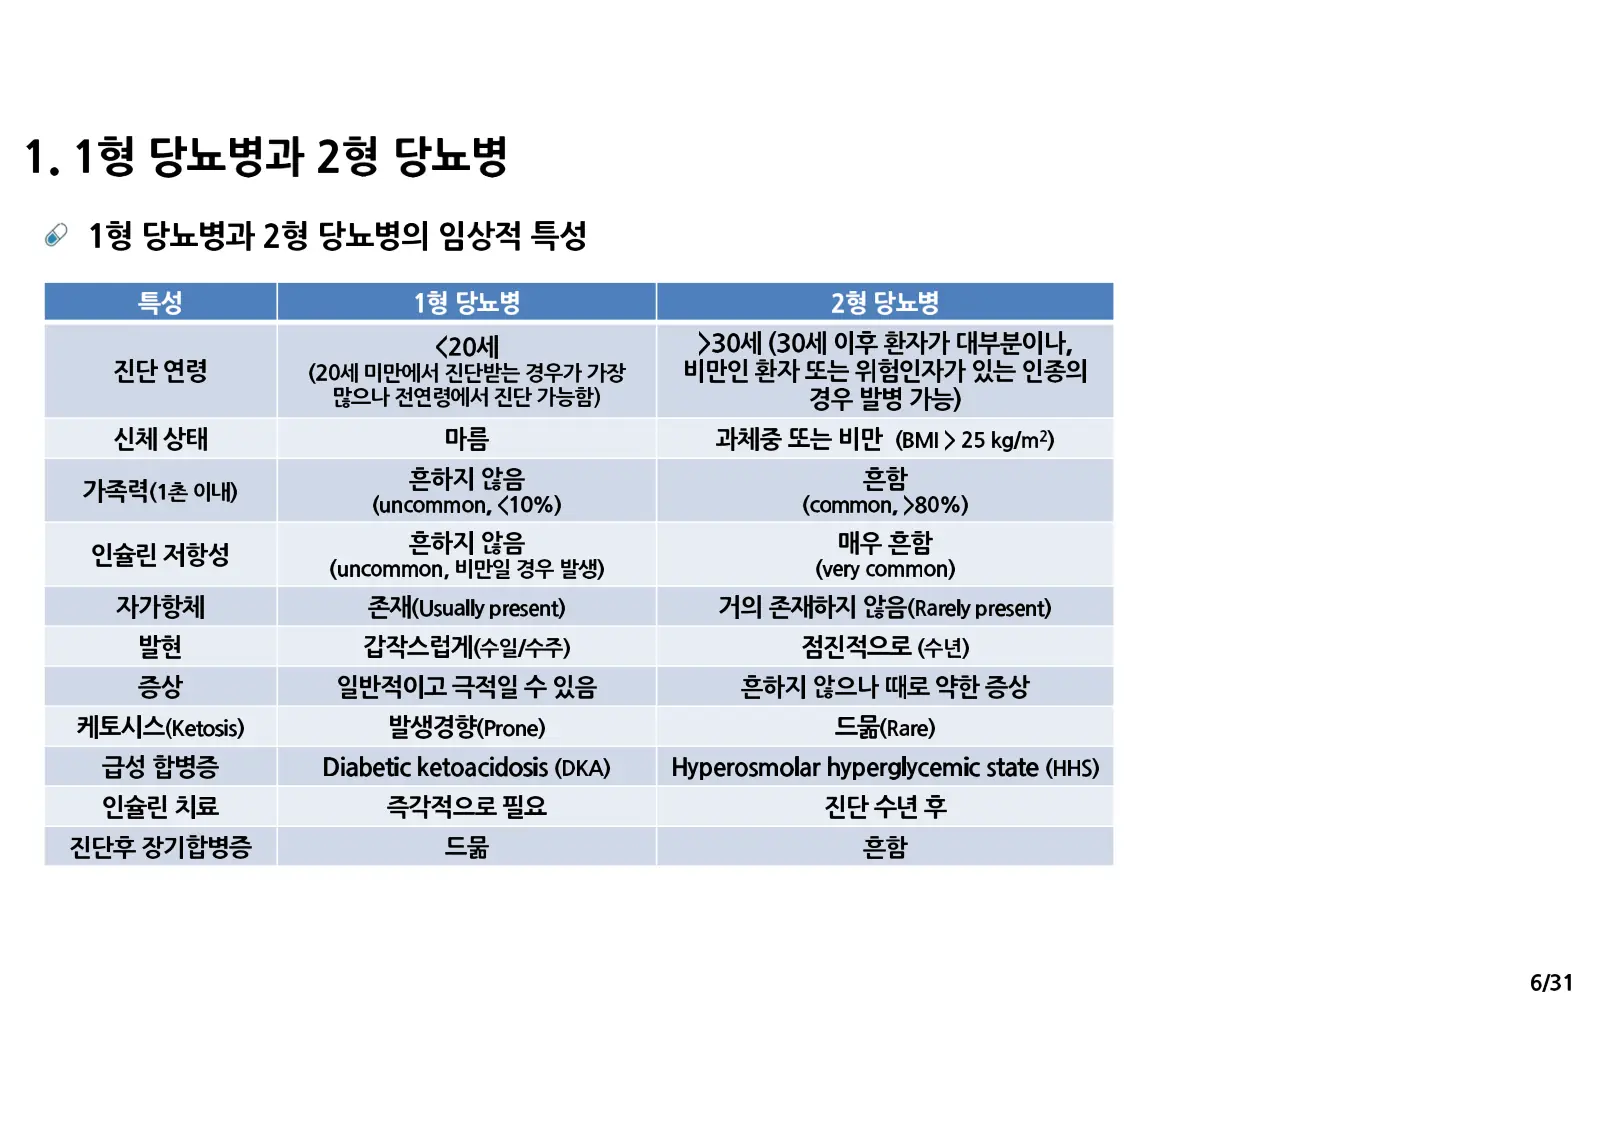 1. 1형 당뇨병과 2형 당뇨병
1형 당뇨병과 2형 당뇨병의 임상적 특성
특성 1형 당뇨병 2형 당뇨병
진단 연령
<20세
(20세 미만에서 진단받는 경우가 가장
많으나 전연령에서 진단 가능함)
>30세 (30세 이후 환자가 대부분이나,
비만인 환자 또는 위험인자가 있는 인종의
경우 발병 가능)
신체 상태 마름 과체중 또는 비만 (BMI > 25 kg/m²)
가족력(1촌 이내)
흔하지 않음
(uncommon, <10%)
흔함
(common, >80%)
인슐린 저항성
흔하지 않음
(uncommon, 비만일 경우 발생)
매우 흔함
(very common)
자가항체 존재(Usually present) 거의 존재하지 않음(Rarely present)
발현 갑작스럽게(수일/수주) 점진적으로 (수년)
증상 일반적이고 극적일 수 있음 흔하지 않으나 때로 약한 증상
케토시스(Ketosis) 발생경향(Prone) 드묾(Rare)
급성 합병증 Diabetic ketoacidosis (DKA) Hyperosmolar hyperglycemic state (HHS)
인슐린 치료 즉각적으로 필요 진단 수년 후
진단후 장기합병증 드묾 흔함
6/31